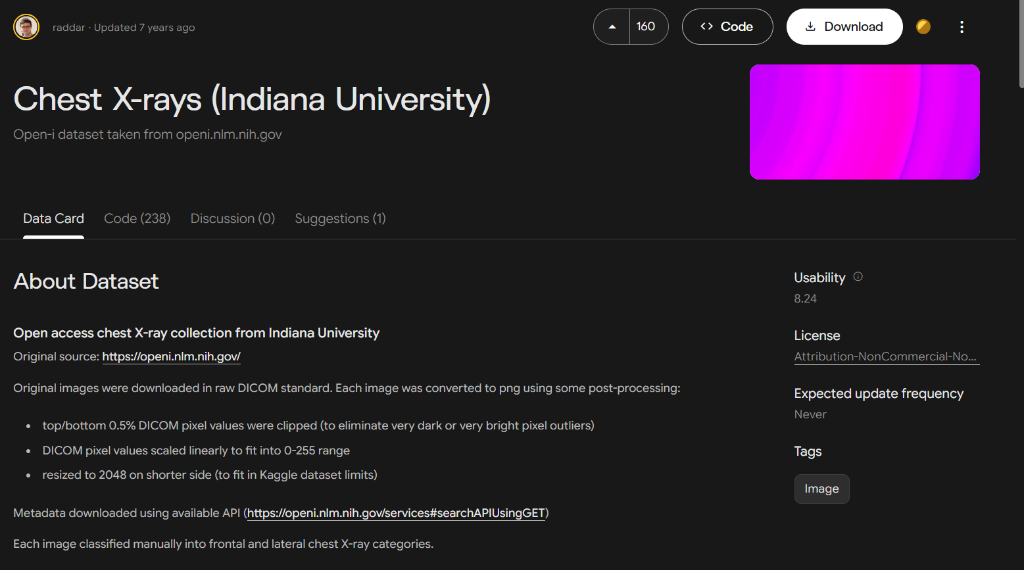 raddar · Updated 7 years ago
160
<> Code
Download
Chest X-rays (Indiana University)
Open-i dataset taken from openi.nlm.nih.gov
Data Card
Code (238)
Discussion (0)
Suggestions (1)
About Dataset
Open access chest X-ray collection from Indiana University
Original source: https://openi.nlm.nih.gov/
Original images were downloaded in raw DICOM standard. Each image was converted to png using some post-processing:
• top/bottom 0.5% DICOM pixel values were clipped (to eliminate very dark or very bright pixel outliers)
• DICOM pixel values scaled linearly to fit into 0-255 range
• resized to 2048 on shorter side (to fit in Kaggle dataset limits)
Metadata downloaded using available API (https://openi.nlm.nih.gov/services#searchAPIUsingGET)
Each image classified manually into frontal and lateral chest X-ray categories.
Usability
8.24
License
Attribution-NonCommercial-No...
Expected update frequency
Never
Tags
Image